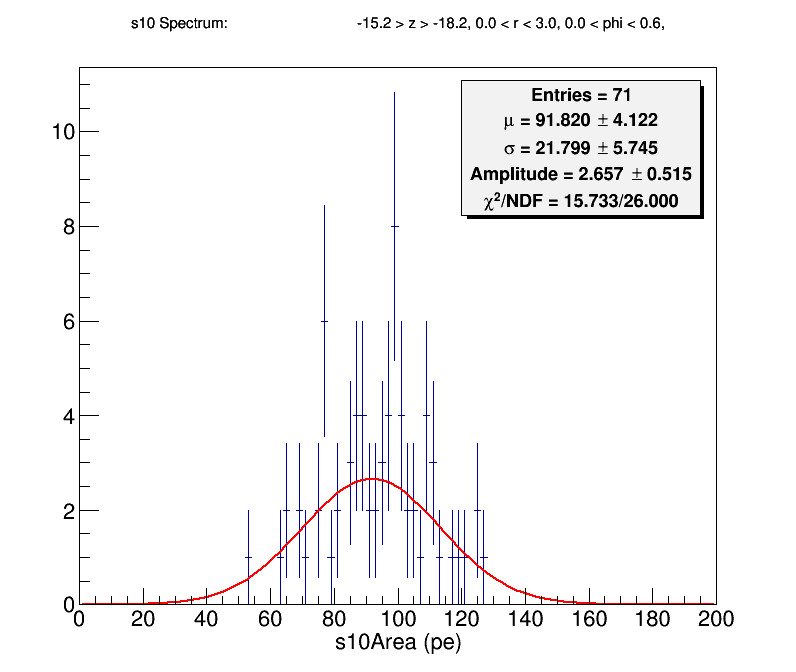 s10 Spectrum: -15.2 > z > -18.2, 0.0 < r < 3.0, 0.0 < phi < 0.6,
Entries = 71
μ = 91.820 ± 4.122
σ = 21.799 ± 5.745
Amplitude = 2.657 ± 0.515
χ²/NDF = 15.733/26.000
10
8
6
4
2
0
0 20 40 60 80 100 120 140 160 180 200
s10Area (pe)